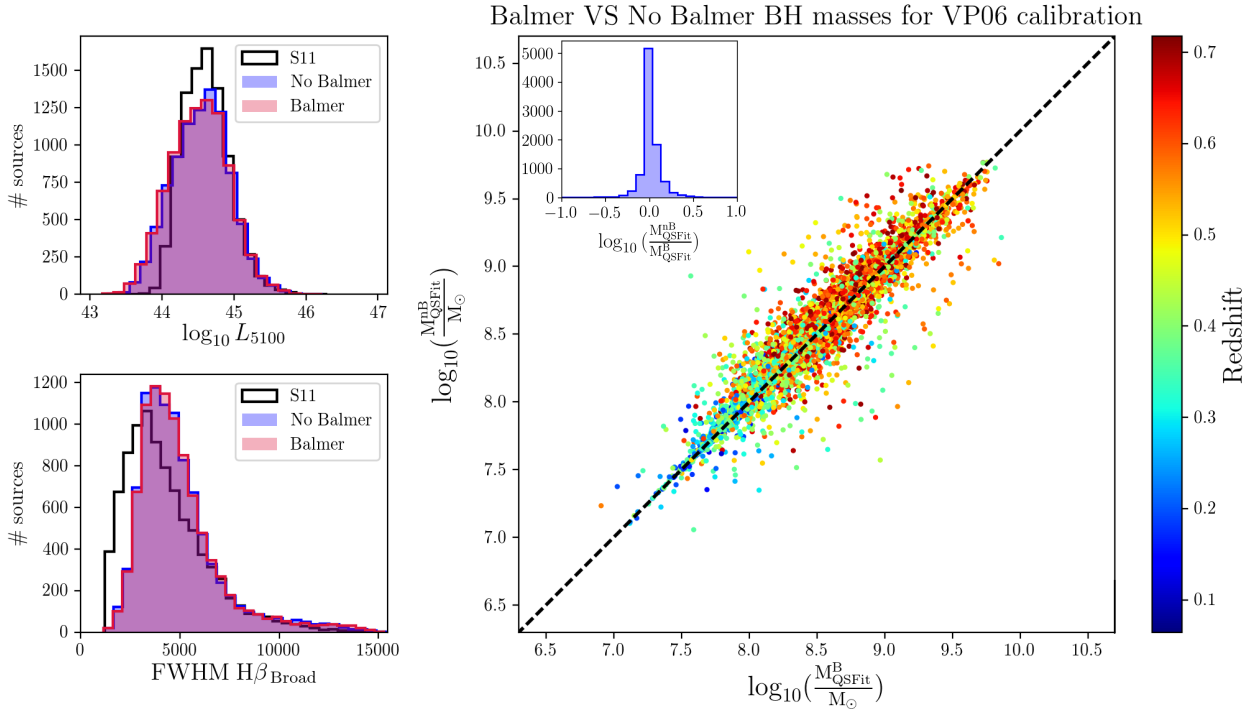 Balmer VS No Balmer BH masses for VP06 calibration
# sources
1500
1250
1000
750
500
250
0
S11
No Balmer
Balmer
43
44
45
46
47
log₁₀ L₅₁₀₀
# sources
1200
1000
800
600
400
200
0
S11
No Balmer
Balmer
0
5000
10000
15000
FWHM Hβ_Broad
log₁₀(M^nB_QSFit/M_⊙)
10.5
10.0
9.5
9.0
8.5
8.0
7.5
7.0
6.5
5000
4000
3000
2000
1000
0
−1.0 −0.5 0.0 0.5 1.0
log₁₀(M^nB_QSFit/M^B_QSFit)
6.5 7.0 7.5 8.0 8.5 9.0 9.5 10.0 10.5
log₁₀(M^B_QSFit/M_⊙)
0.7
0.6
0.5
0.4
0.3
0.2
0.1
Redshift